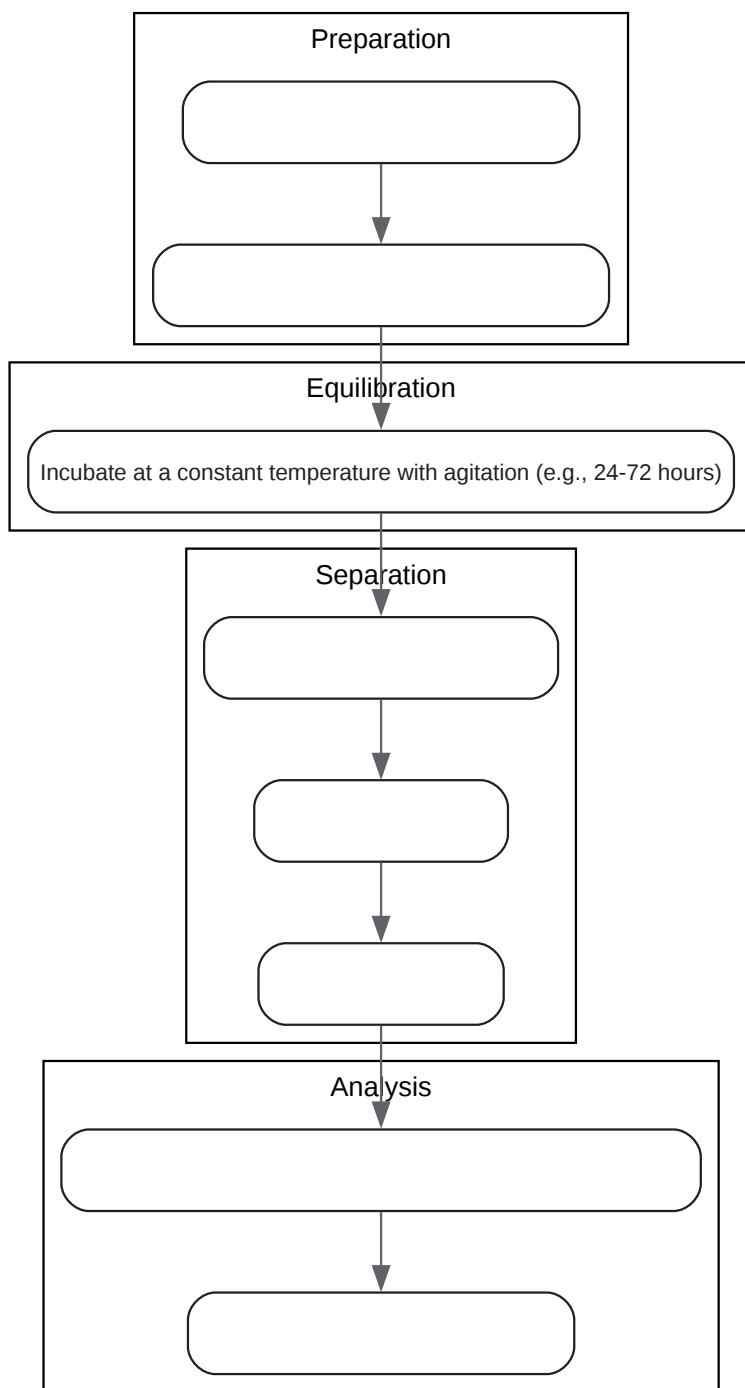 Preparation
Equilibration
Incubate at a constant temperature with agitation (e.g., 24-72 hours)
Separation
Analysis